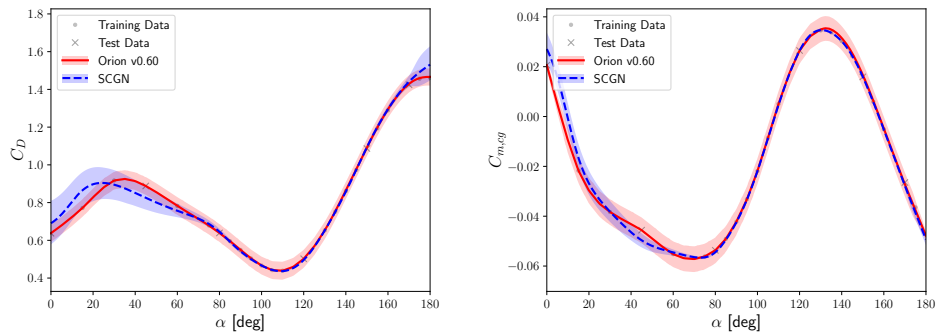 1.8
1.6
1.4
1.2
1.0
0.8
0.6
0.4
C_D
Training Data
Test Data
Orion v0.60
SCGN
0 20 40 60 80 100 120 140 160 180
α [deg]
0.04
0.02
0.00
−0.02
−0.04
−0.06
C_{m,cg}
Training Data
Test Data
Orion v0.60
SCGN
0 20 40 60 80 100 120 140 160 180
α [deg]